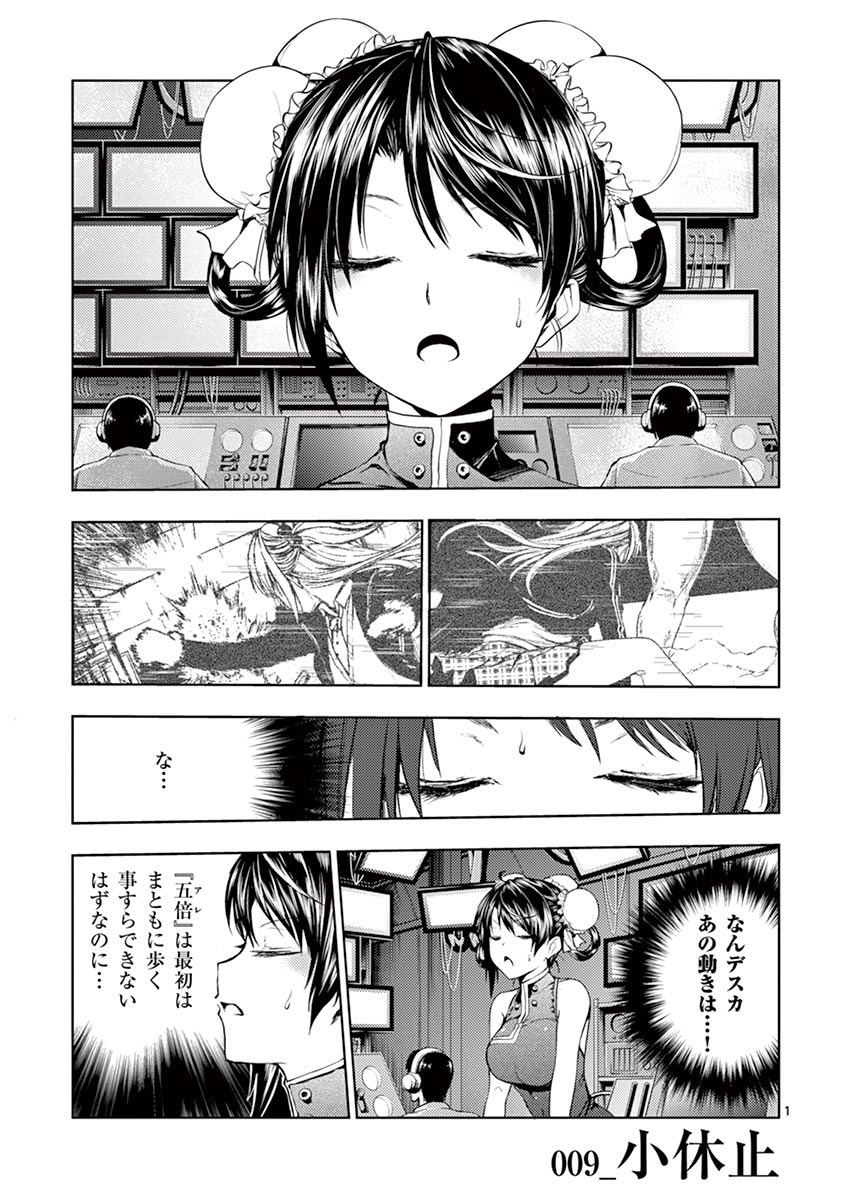 な…
なんデスカ
あの動きは…!
『五倍』は最初は
アレ
まともに歩く
事すらできない
はずなのに…
1
009_小休止